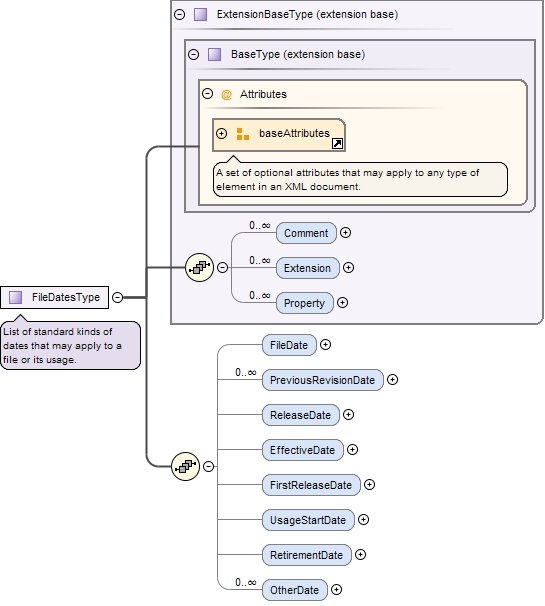 ExtensionBaseType (extension base)
BaseType (extension base)
@ Attributes
baseAttributes
A set of optional attributes that may apply to any type of
element in an XML document.
0..∞
Comment
0..∞
Extension
0..∞
Property
FileDatesType
List of standard kinds of
dates that may apply to a
file or its usage.
FileDate
0..∞
PreviousRevisionDate
ReleaseDate
EffectiveDate
FirstReleaseDate
UsageStartDate
RetirementDate
0..∞
OtherDate